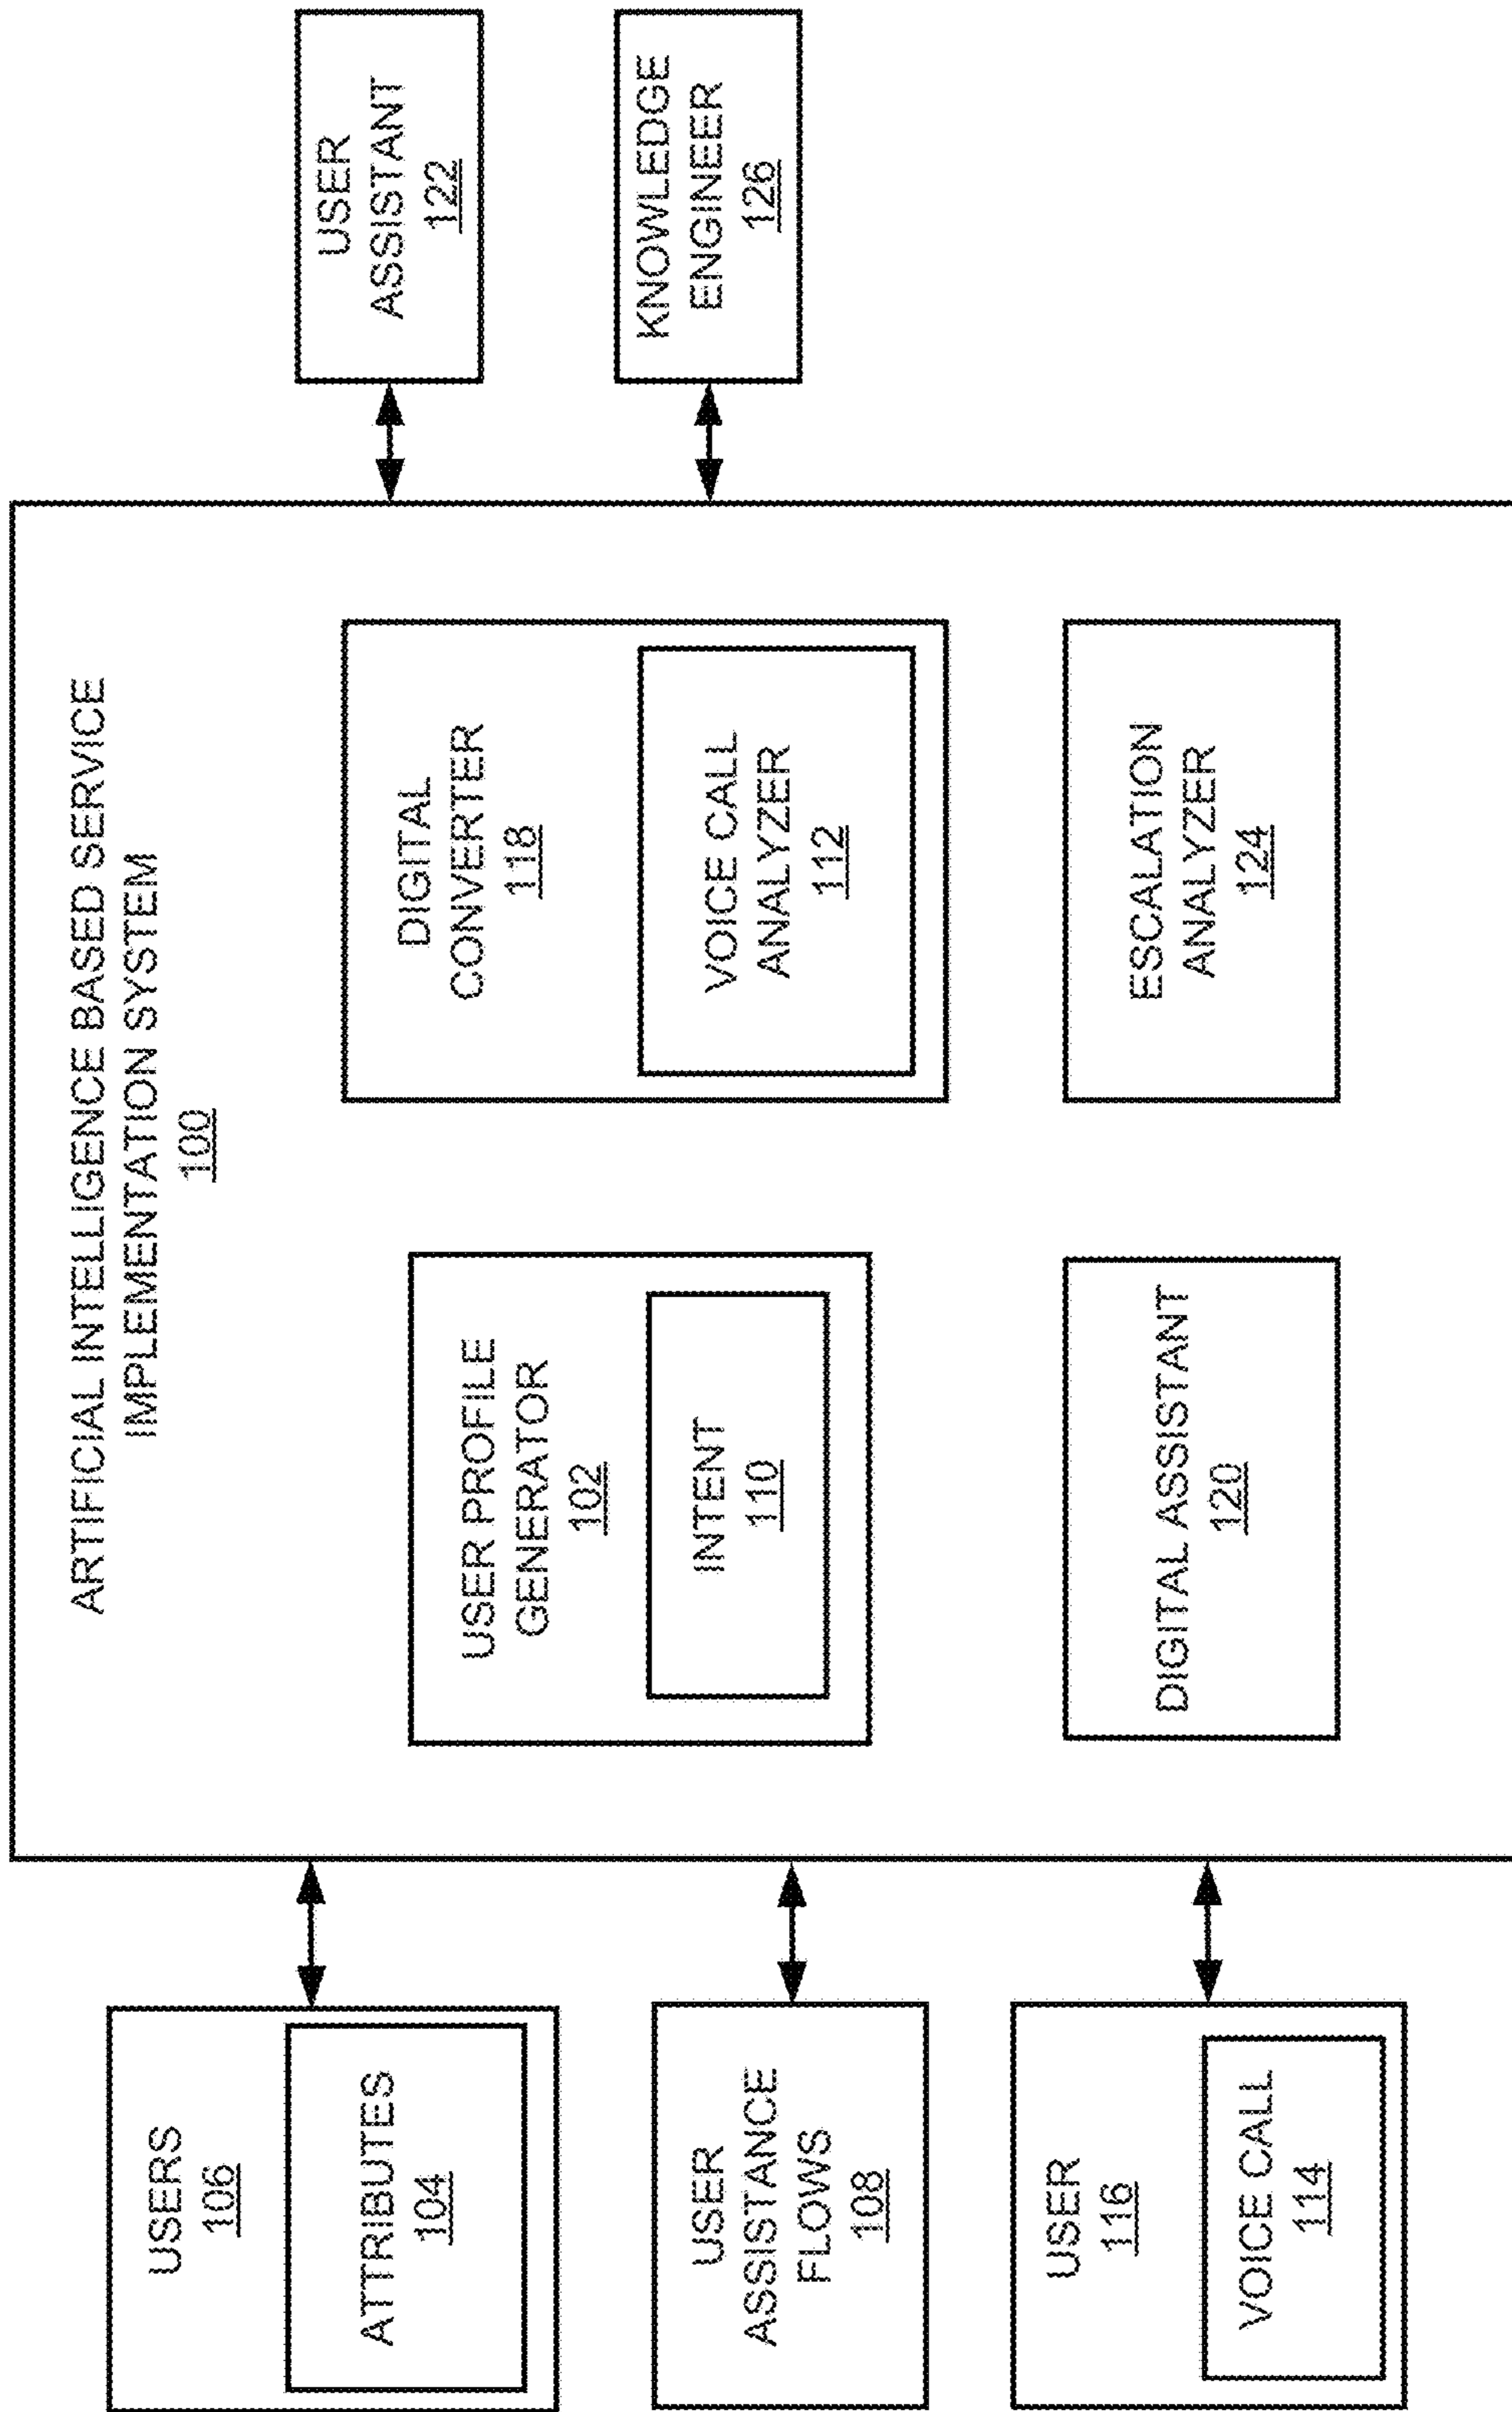 ARTIFICIAL INTELLIGENCE BASED SERVICE
IMPLEMENTATION SYSTEM
100
USERS
106
ATTRIBUTES
104
USER
ASSISTANCE
FLOWS
108
USER
116
VOICE CALL
114
USER PROFILE
GENERATOR
102
INTENT
110
DIGITAL ASSISTANT
120
DIGITAL
CONVERTER
118
VOICE CALL
ANALYZER
112
ESCALATION
ANALYZER
124
USER
ASSISTANT
122
KNOWLEDGE
ENGINEER
126